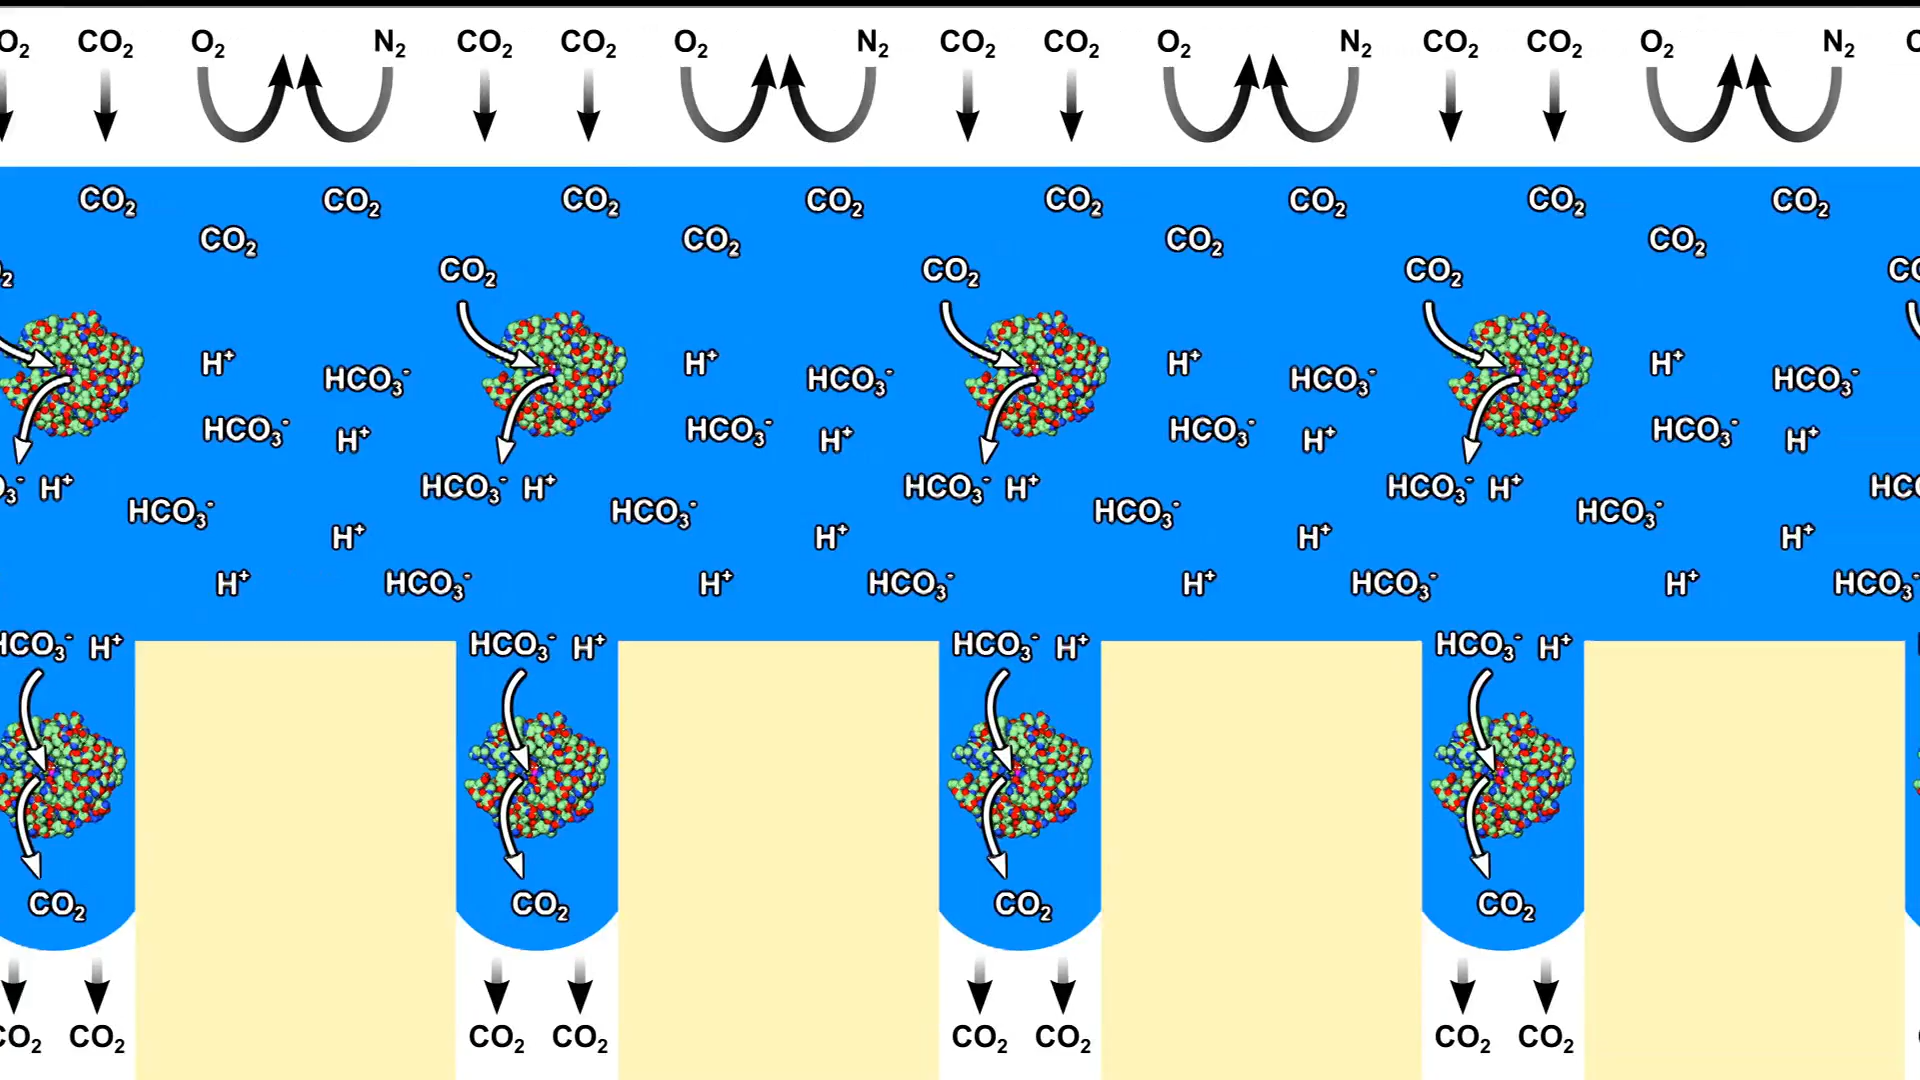 O₂ CO₂ O₂ N₂ CO₂ CO₂ O₂ N₂ CO₂ CO₂ O₂ N₂ CO₂ CO₂ O₂ N₂
CO₂ CO₂ CO₂ CO₂ CO₂ CO₂ CO₂ CO₂
CO₂ CO₂ CO₂ CO₂
CO₂ CO₂ CO₂
H⁺ H⁺ H⁺ H⁺
HCO₃⁻ HCO₃⁻ HCO₃⁻ HCO₃⁻
HCO₃⁻ H⁺ HCO₃⁻ H⁺ HCO₃⁻ H⁺ HCO₃⁻ H⁺
H⁺ HCO₃⁻ H⁺ HCO₃⁻ H⁺ HCO₃⁻ H⁺
HCO₃⁻ HCO₃⁻ HCO₃⁻ HCO₃⁻
H⁺ H⁺ H⁺ H⁺
H⁺ HCO₃⁻ H⁺ HCO₃⁻ H⁺ HCO₃⁻ H⁺ HCO₃⁻
HCO₃⁻ H⁺ HCO₃⁻ H⁺ HCO₃⁻ H⁺ HCO₃⁻ H⁺
CO₂ CO₂ CO₂ CO₂
CO₂ CO₂ CO₂ CO₂ CO₂ CO₂ CO₂ CO₂